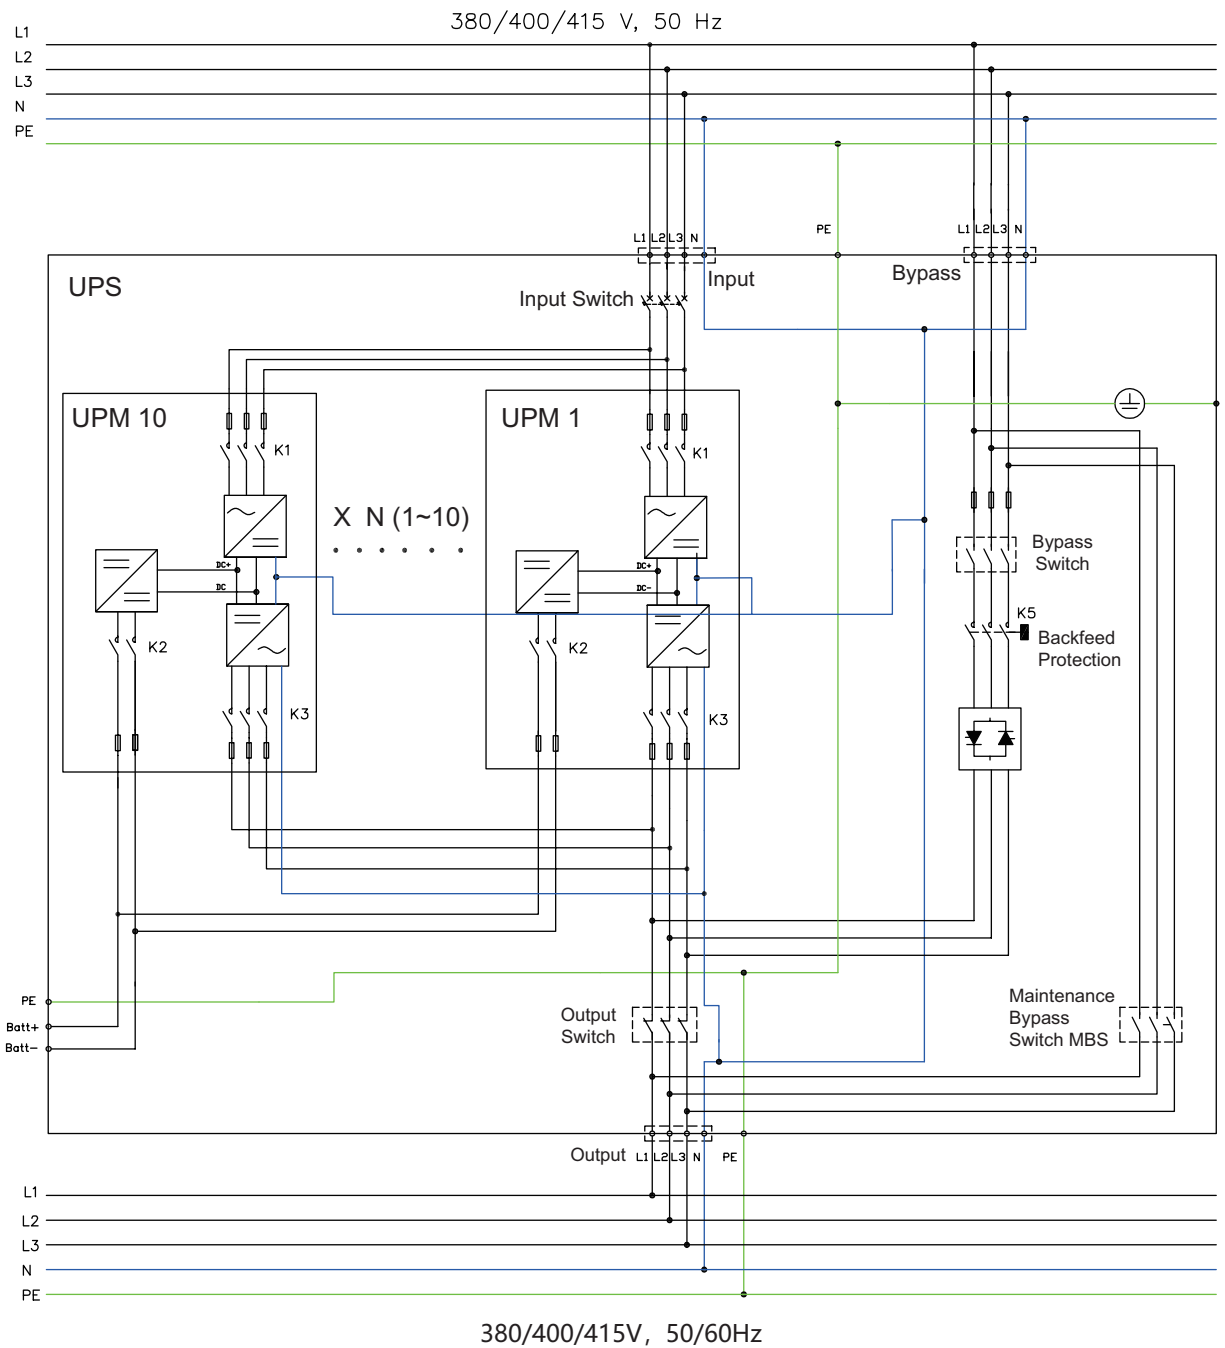 380/400/415 V, 50 Hz
L1
L2
L3
N
PE
L1 L2 L3 N
PE
L1 L2 L3 N
UPS
Input
Bypass
Input Switch
UPM 10
UPM 1
K1
K1
X N (1~10)
Bypass
Switch
DC+
DC
DC+
DC-
K5
Backfeed
Protection
K2
K2
K3
K3
PE
Batt+
Batt-
Output
Switch
Maintenance
Bypass
Switch MBS
Output
L1 L2 L3 N PE
L1
L2
L3
N
PE
380/400/415V, 50/60Hz